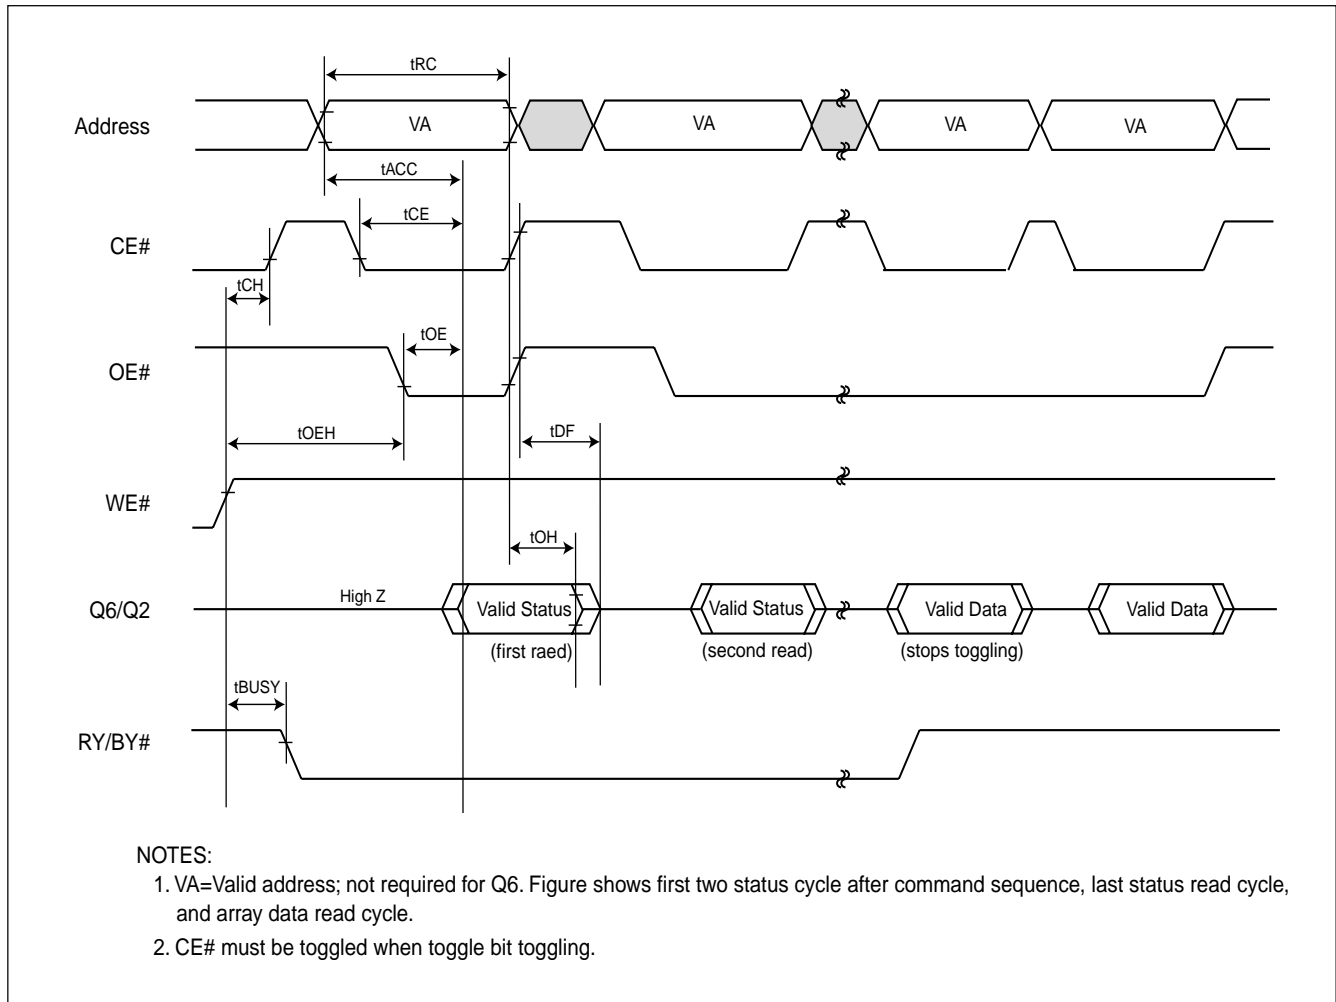 tRC
Address
VA
VA
VA
VA
tACC
tCE
CE#
tCH
tOE
OE#
tOEH
tDF
WE#
tOH
Q6/Q2
High Z
Valid Status
Valid Status
Valid Data
Valid Data
(first raed)
(second read)
(stops toggling)
tBUSY
RY/BY#
NOTES:
1. VA=Valid address; not required for Q6. Figure shows first two status cycle after command sequence, last status read cycle,
and array data read cycle.
2. CE# must be toggled when toggle bit toggling.